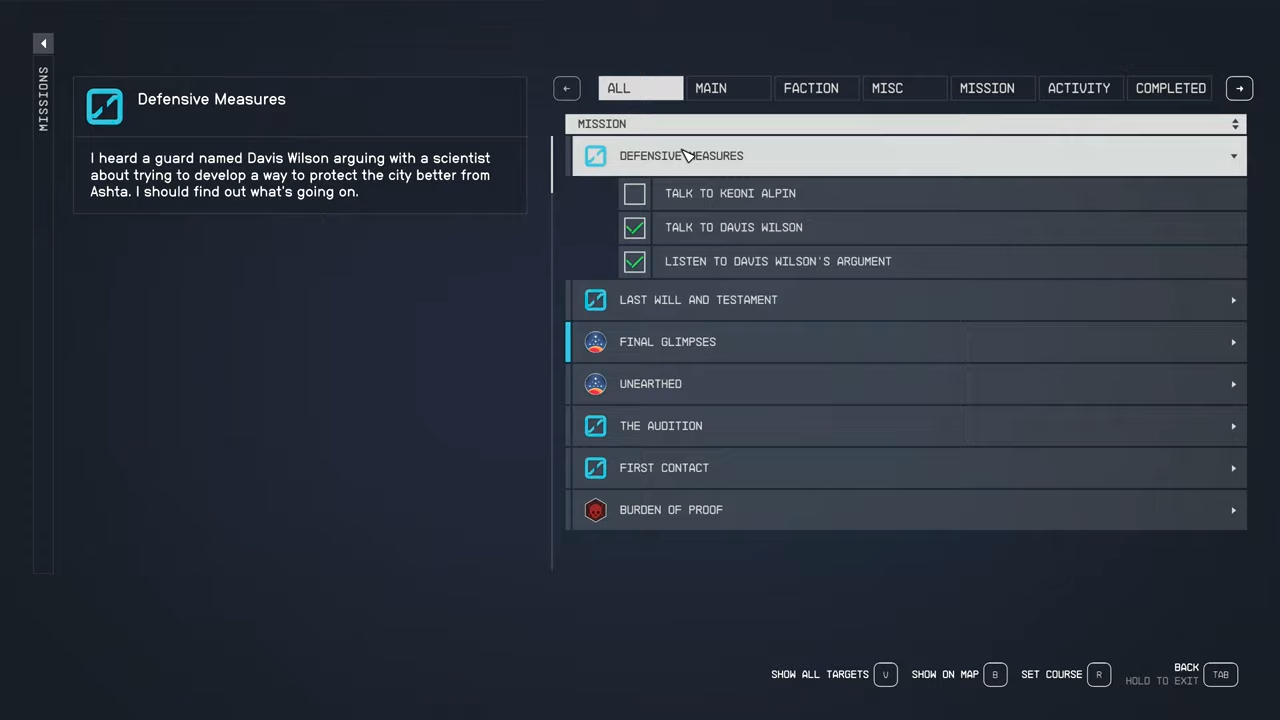 MISSIONS
Defensive Measures
I heard a guard named Davis Wilson arguing with a scientist
about trying to develop a way to protect the city better from
Ashta. I should find out what's going on.
ALL MAIN FACTION MISC MISSION ACTIVITY COMPLETED
MISSION
DEFENSIVE MEASURES
TALK TO KEONI ALPIN
TALK TO DAVIS WILSON
LISTEN TO DAVIS WILSON'S ARGUMENT
LAST WILL AND TESTAMENT
FINAL GLIMPSES
UNEARTHED
THE AUDITION
FIRST CONTACT
BURDEN OF PROOF
SHOW ALL TARGETS V SHOW ON MAP B SET COURSE R BACK TAB
HOLD TO EXIT